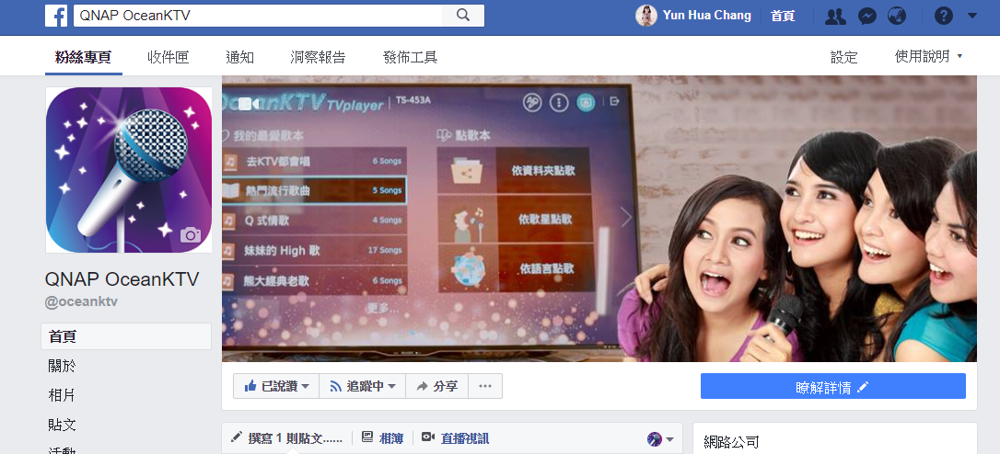 QNAP OceanKTV
Yun Hua Chang 首頁
粉絲專頁 收件匣 通知 洞察報告 發佈工具 設定 使用說明
OceanKTV TVplayer | TS-453A
我的最愛歌本 點歌本
去KTV都會唱 6 Songs
熱門流行歌曲 5 Songs
Q 式情歌 4 Songs
妹妹的 High 歌 17 Songs
熊大經典老歌 6 Songs
更多...
依資料夾點歌
依歌星點歌
依語言點歌
QNAP OceanKTV
@oceanktv
首頁
關於
相片
貼文
活動
已說讚 追蹤中 分享 ... 瞭解詳情
撰寫 1 則貼文...... 相簿 直播視訊
網路公司